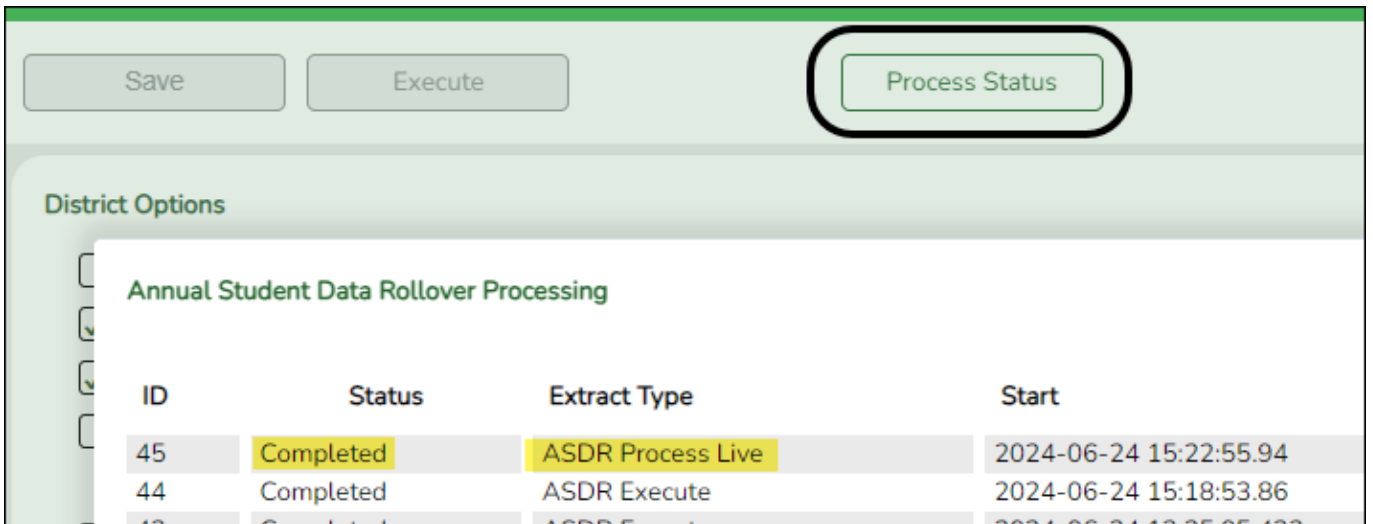 Save Execute Process Status
District Options
Annual Student Data Rollover Processing
ID Status Extract Type Start
45 Completed ASDR Process Live 2024-06-24 15:22:55.94
44 Completed ASDR Execute 2024-06-24 15:18:53.86